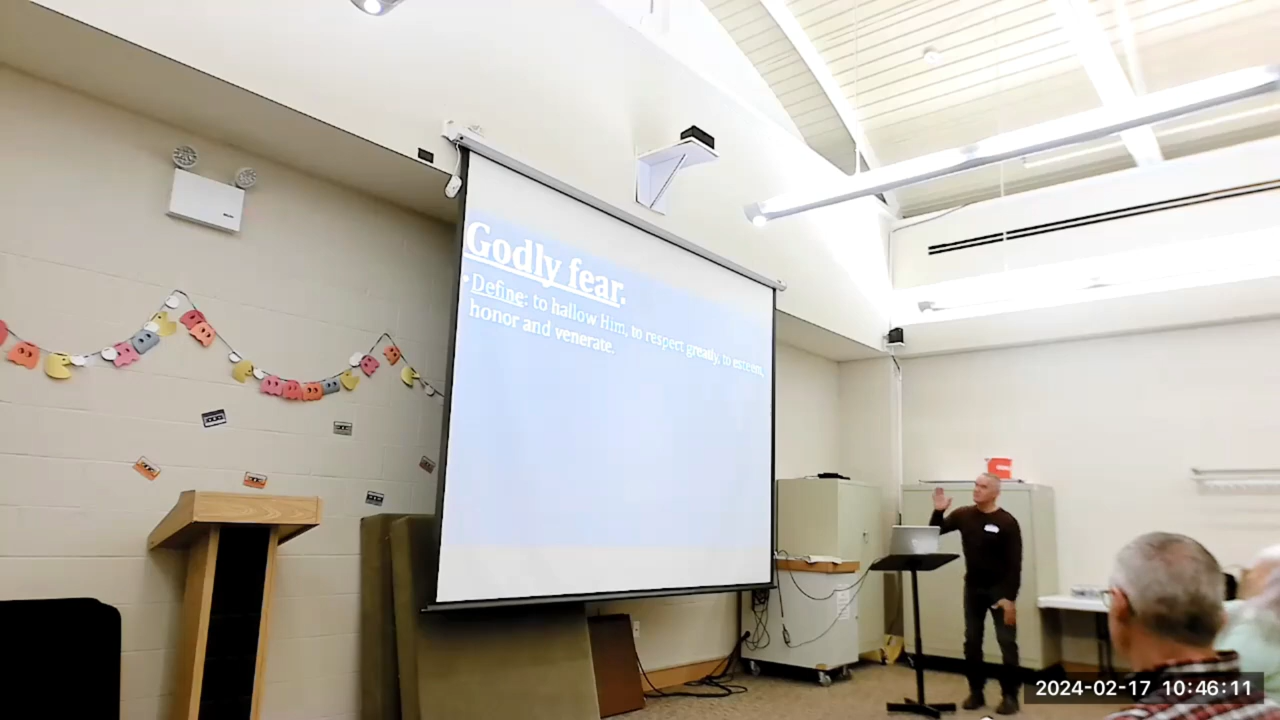 Godly fear.
• Define: to hallow Him, to respect greatly, to esteem,
honor and venerate.
2024-02-17 10:46:11